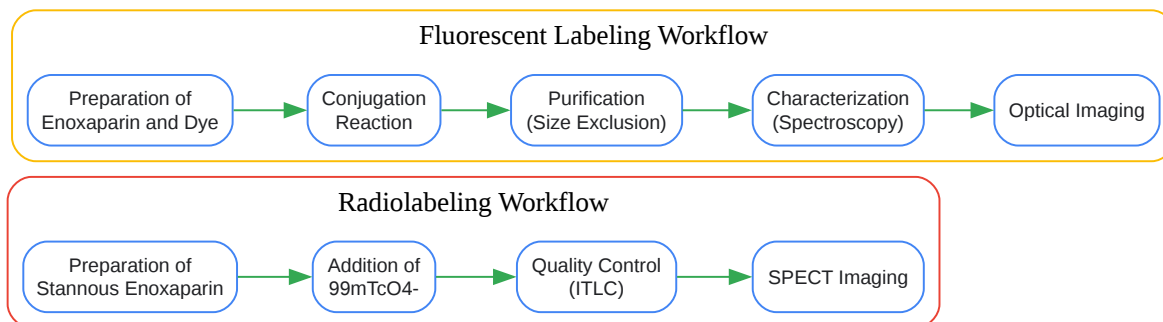 Fluorescent Labeling Workflow
Preparation of
Enoxaparin and Dye
Conjugation
Reaction
Purification
(Size Exclusion)
Characterization
(Spectroscopy)
Optical Imaging
Radiolabeling Workflow
Preparation of
Stannous Enoxaparin
Addition of
99mTcO4-
Quality Control
(ITLC)
SPECT Imaging